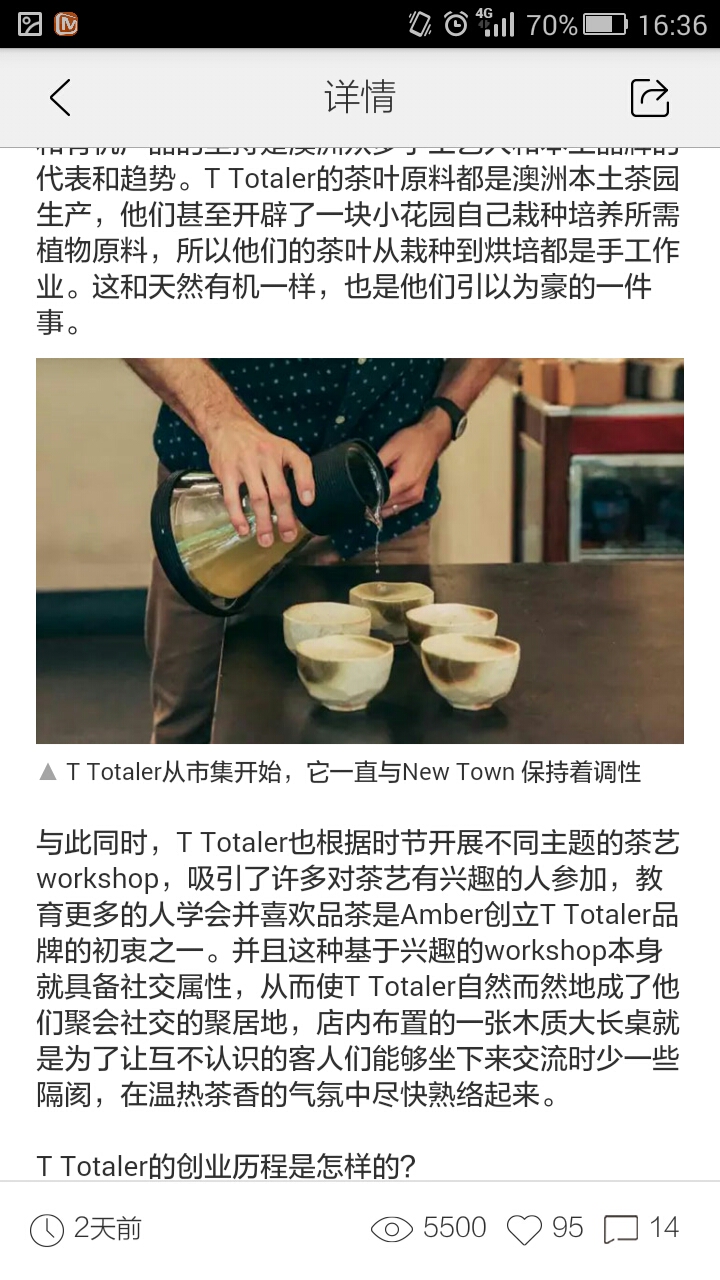 4G
70%
16:36
详情
代表和趋势。T Totaler的茶叶原料都是澳洲本土茶园
生产，他们甚至开辟了一块小花园自己栽种培养所需
植物原料，所以他们的茶叶从栽种到烘培都是手工作
业。这和天然有机一样，也是他们引以为豪的一件
事。
▲ T Totaler从市集开始，它一直与New Town 保持着调性
与此同时，T Totaler也根据时节开展不同主题的茶艺
workshop，吸引了许多对茶艺有兴趣的人参加，教
育更多的人学会并喜欢品茶是Amber创立T Totaler品
牌的初衷之一。并且这种基于兴趣的workshop本身
就具备社交属性，从而使T Totaler自然而然地成了他
们聚会社交的聚居地，店内布置的一张木质大长桌就
是为了让互不认识的客人们能够坐下来交流时少一些
隔阂，在温热茶香的气氛中尽快熟络起来。
T Totaler的创业历程是怎样的?
2天前
5500
95
14